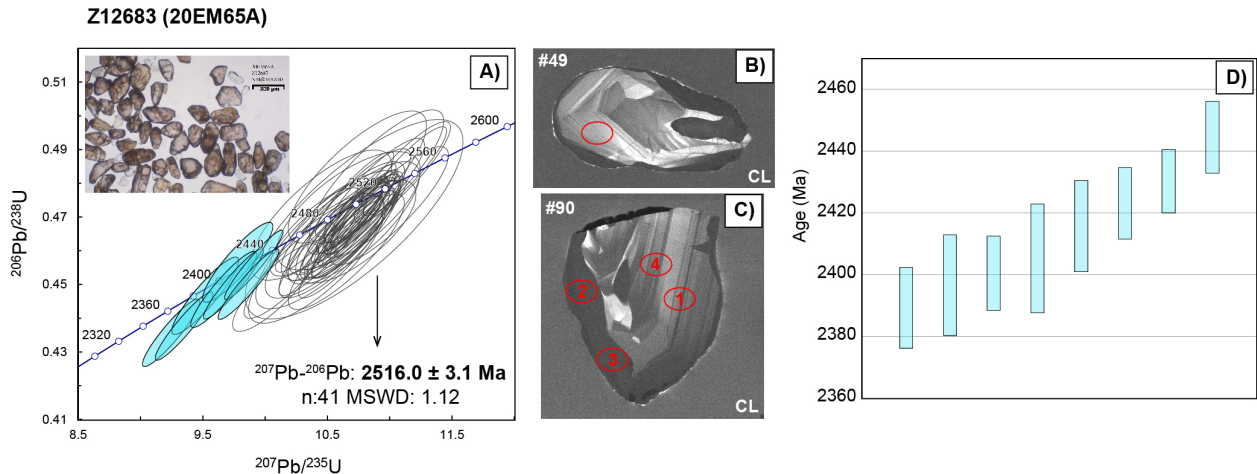 Z12683 (20EM65A)
A)
Z12683
300 µm
0.51
0.49
0.47
0.45
0.43
0.41
206Pb/238U
2320
2360
2400
2440
2480
2520
2560
2600
207Pb-206Pb: 2516.0 ± 3.1 Ma
n:41 MSWD: 1.12
8.5 9.5 10.5 11.5
207Pb/235U
#49
B)
CL
#90
C)
4
2
1
3
CL
D)
2460
2440
2420
2400
2380
2360
Age (Ma)